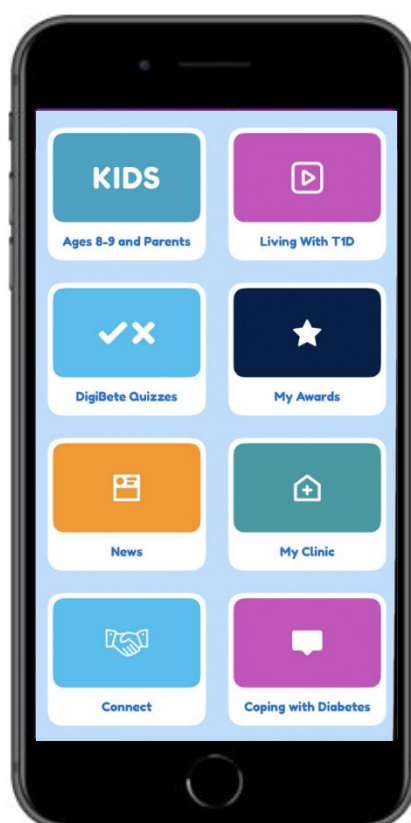 KIDS
Ages 8-9 and Parents
Living With T1D
DigiBete Quizzes
My Awards
News
My Clinic
Connect
Coping with Diabetes